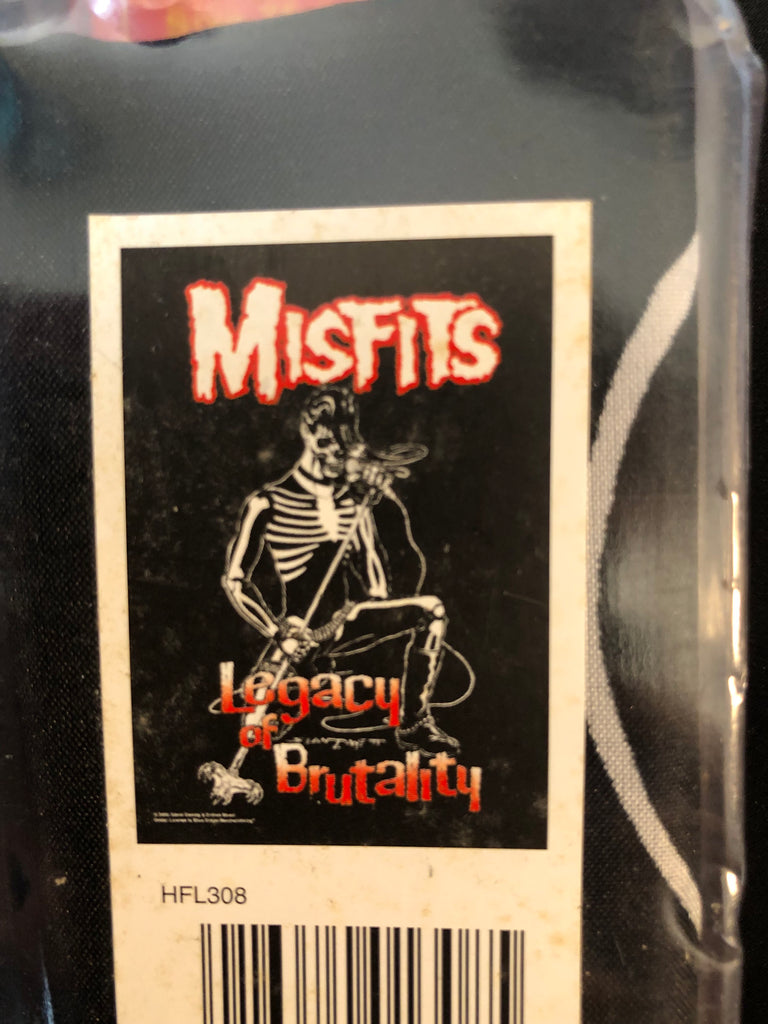 Misfits
Legacy
of
Brutality
HFL308